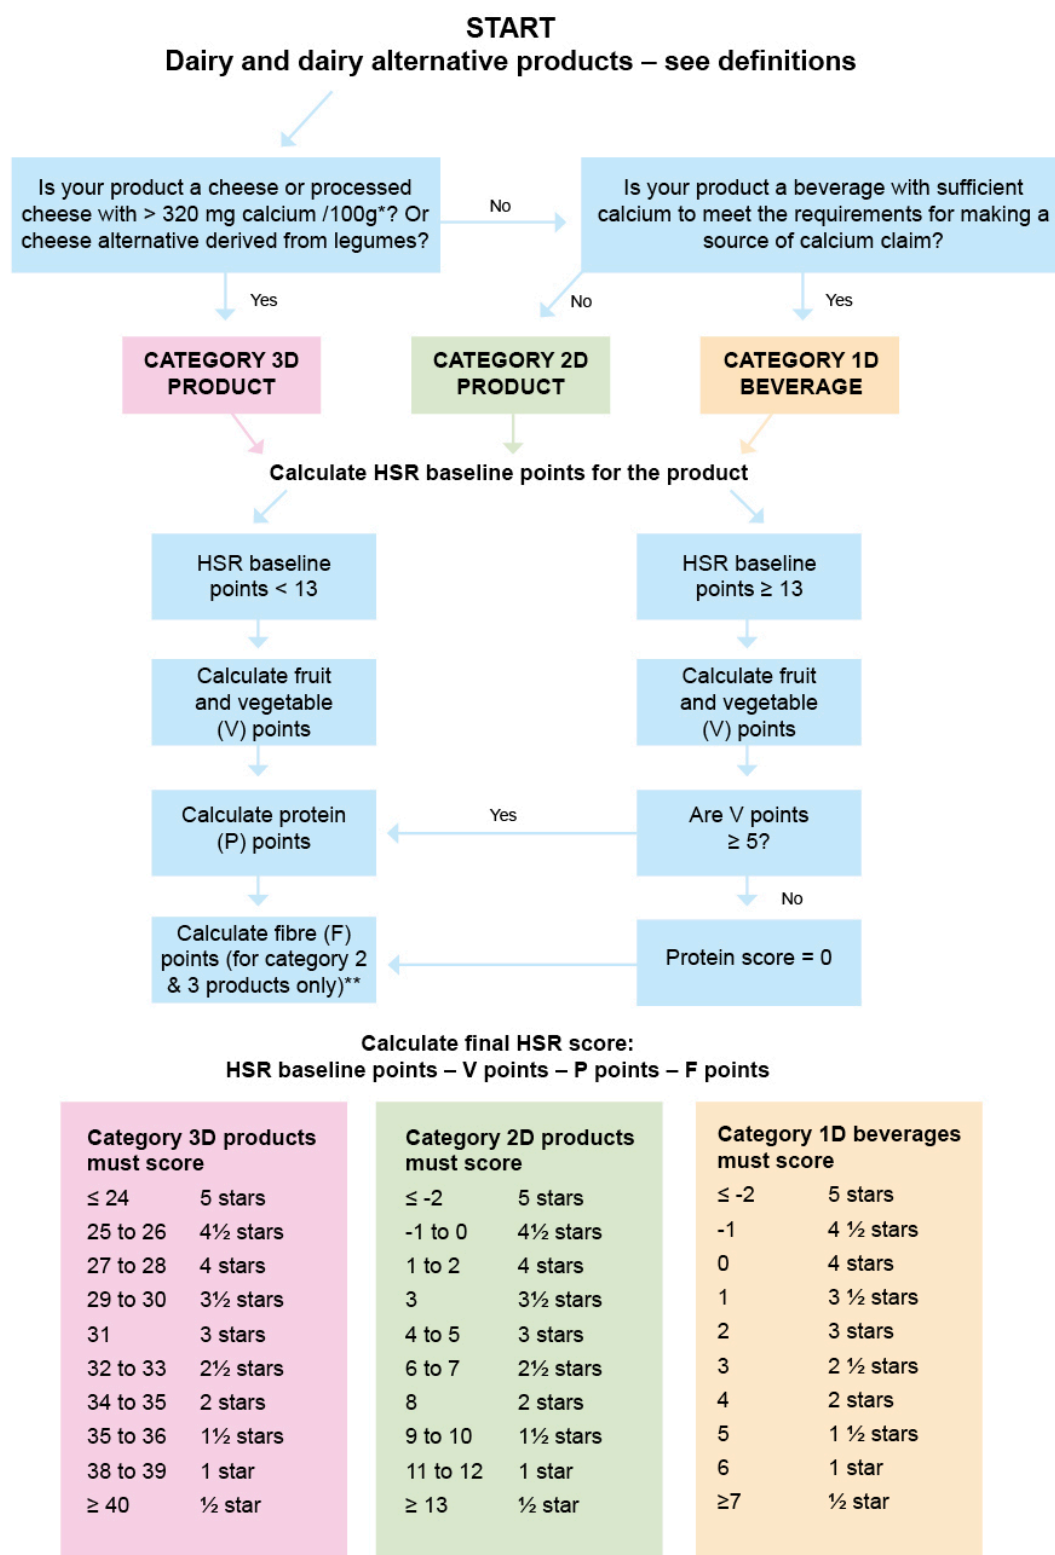 START
Dairy and dairy alternative products – see definitions
Is your product a cheese or processed
cheese with > 320 mg calcium /100g*? Or
cheese alternative derived from legumes?
No
Is your product a beverage with sufficient
calcium to meet the requirements for making a
source of calcium claim?
Yes
No
Yes
CATEGORY 3D
PRODUCT
CATEGORY 2D
PRODUCT
CATEGORY 1D
BEVERAGE
Calculate HSR baseline points for the product
HSR baseline
points < 13
HSR baseline
points ≥ 13
Calculate fruit
and vegetable
(V) points
Calculate fruit
and vegetable
(V) points
Calculate protein
(P) points
Yes
Are V points
≥ 5?
No
Calculate fibre (F)
points (for category 2
& 3 products only)**
Protein score = 0
Calculate final HSR score:
HSR baseline points – V points – P points – F points
Category 3D products
must score
≤ 24 5 stars
25 to 26 4½ stars
27 to 28 4 stars
29 to 30 3½ stars
31 3 stars
32 to 33 2½ stars
34 to 35 2 stars
35 to 36 1½ stars
38 to 39 1 star
≥ 40 ½ star
Category 2D products
must score
≤ -2 5 stars
-1 to 0 4½ stars
1 to 2 4 stars
3 3½ stars
4 to 5 3 stars
6 to 7 2½ stars
8 2 stars
9 to 10 1½ stars
11 to 12 1 star
≥ 13 ½ star
Category 1D beverages
must score
≤ -2 5 stars
-1 4 ½ stars
0 4 stars
1 3 ½ stars
2 3 stars
3 2 ½ stars
4 2 stars
5 1 ½ stars
6 1 star
≥7 ½ star